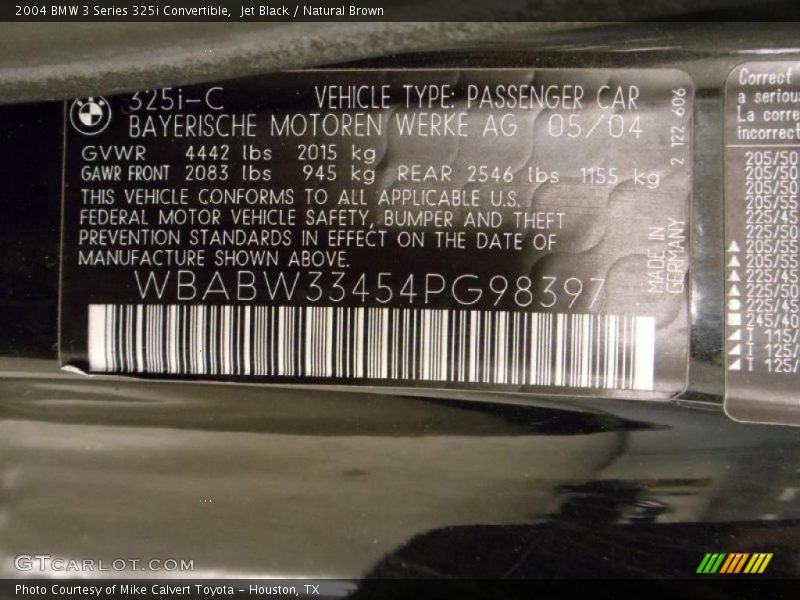 2004 BMW 3 Series 325i Convertible, Jet Black / Natural Brown
325i-C VEHICLE TYPE: PASSENGER CAR
BAYERISCHE MOTOREN WERKE AG 05/04
GVWR 4442 lbs 2015 kg
GAWR FRONT 2083 lbs 945 kg REAR 2546 lbs 1155 kg
THIS VEHICLE CONFORMS TO ALL APPLICABLE U.S.
FEDERAL MOTOR VEHICLE SAFETY, BUMPER AND THEFT
PREVENTION STANDARDS IN EFFECT ON THE DATE OF
MANUFACTURE SHOWN ABOVE.
WBABW33454PG98397
2 122 606
MADE IN
GERMANY
Correct
a seriou
La corre
incorrect
205/50
205/50
205/50
205/55
225/45
225/50
205/55
205/55
225/45
225/50
225/45
245/40
T 115/
T 125/
T 125/
GTCARLOT.COM
Photo Courtesy of Mike Calvert Toyota - Houston, TX